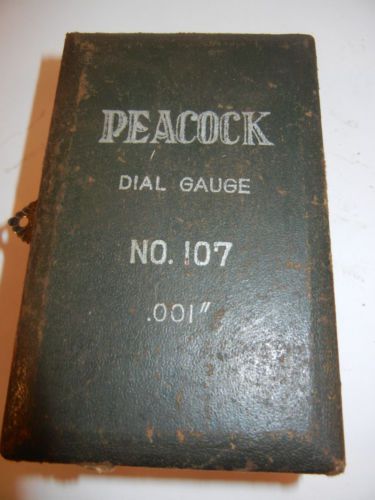 PEACOCK
DIAL GAUGE
NO. 107
.001"